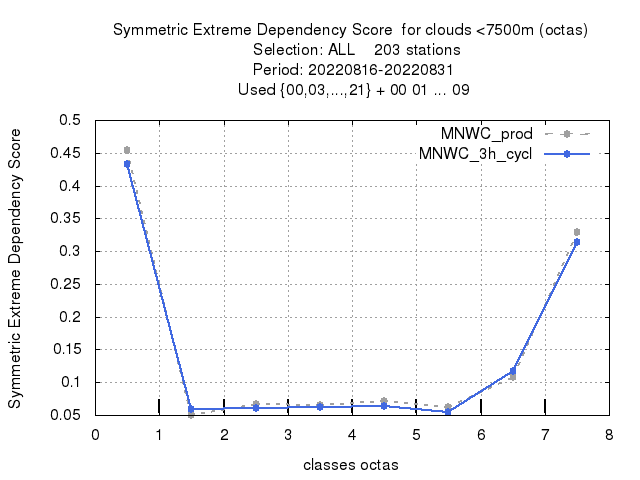 Symmetric Extreme Dependency Score for clouds <7500m (octas)
Selection: ALL 203 stations
Period: 20220816-20220831
Used {00,03,...,21} + 00 01 ... 09
Symmetric Extreme Dependency Score
0.5
0.45
0.4
0.35
0.3
0.25
0.2
0.15
0.1
0.05
MNWC_prod
MNWC_3h_cycl
0 1 2 3 4 5 6 7 8
classes octas